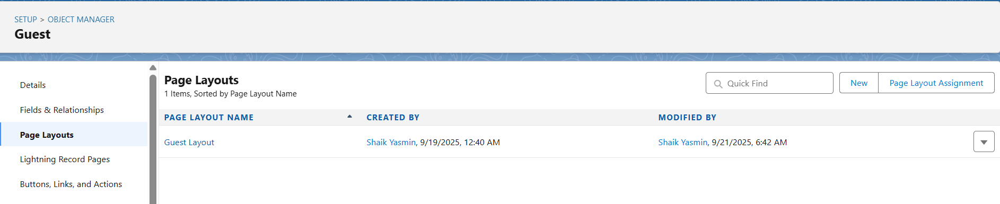 SETUP > OBJECT MANAGER
Guest
Details
Fields & Relationships
Page Layouts
Lightning Record Pages
Buttons, Links, and Actions
Page Layouts
1 Items, Sorted by Page Layout Name
Quick Find
New
Page Layout Assignment
PAGE LAYOUT NAME CREATED BY MODIFIED BY
Guest Layout Shaik Yasmin, 9/19/2025, 12:40 AM Shaik Yasmin, 9/21/2025, 6:42 AM